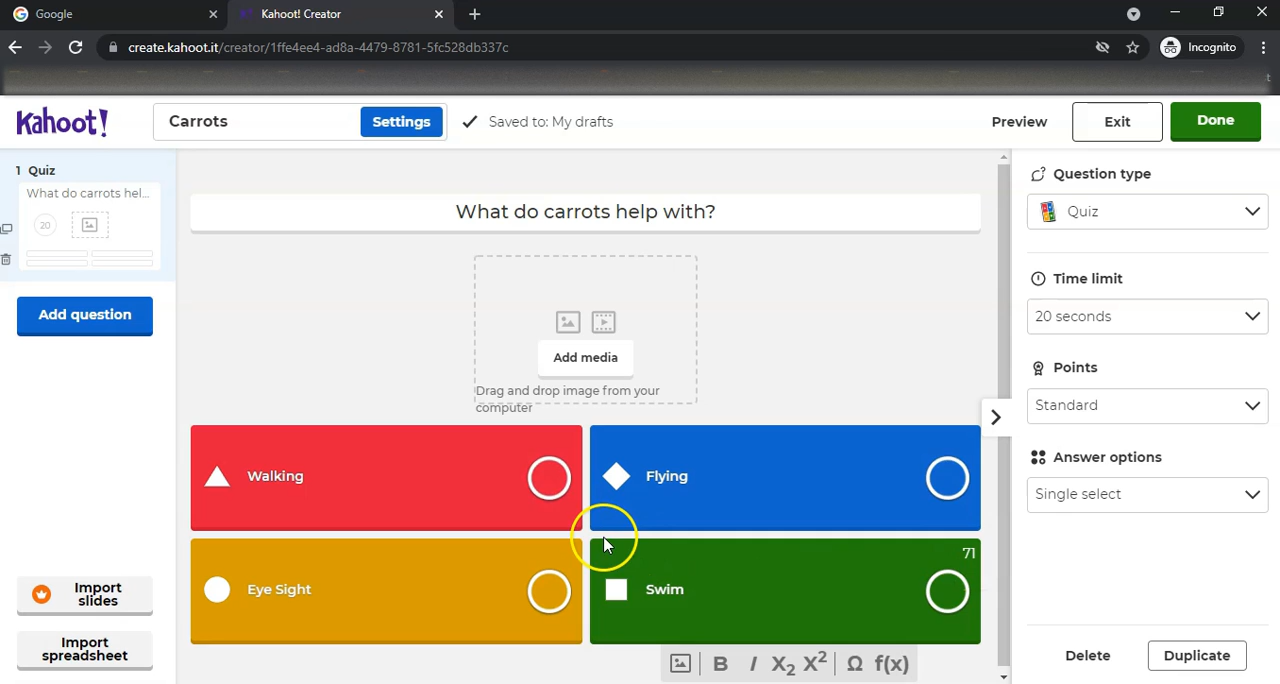 Google
Kahoot! Creator
create.kahoot.it/creator/1ffe4ee4-ad8a-4479-8781-5fc528db337c
Incognito
Kahoot!
Carrots
Settings
Saved to: My drafts
Preview
Exit
Done
1 Quiz
What do carrots hel...
20
Add question
Import
slides
Import
spreadsheet
What do carrots help with?
Add media
Drag and drop image from your
computer
Walking
Flying
Eye Sight
71
Swim
B I X2 X2 Ω f(x)
Question type
Quiz
Time limit
20 seconds
Points
Standard
Answer options
Single select
Delete
Duplicate